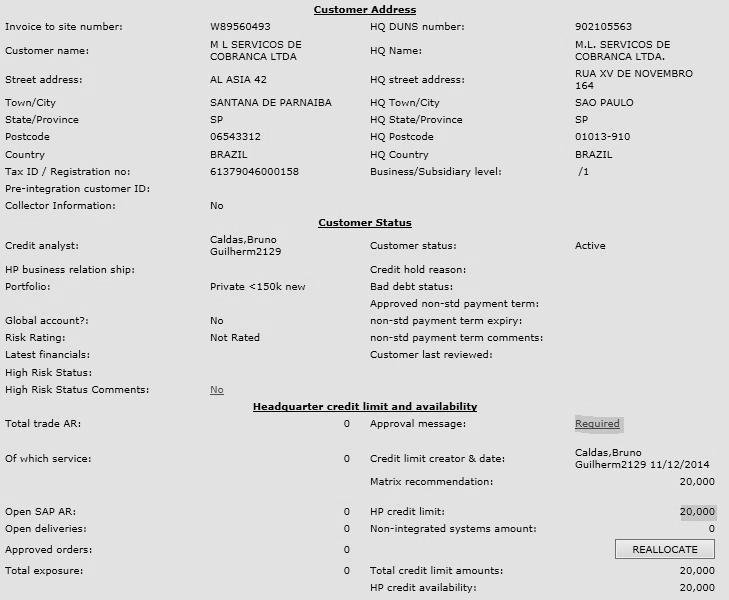 Customer Address
Invoice to site number: W89560493 HQ DUNS number: 902105563
Customer name: M L SERVICOS DE COBRANCA LTDA HQ Name: M.L. SERVICOS DE COBRANCA LTDA.
Street address: AL ASIA 42 HQ street address: RUA XV DE NOVEMBRO 164
Town/City SANTANA DE PARNAIBA HQ Town/City SAO PAULO
State/Province SP HQ State/Province SP
Postcode 06543312 HQ Postcode 01013-910
Country BRAZIL HQ Country BRAZIL
Tax ID / Registration no: 61379046000158 Business/Subsidiary level: /1
Pre-integration customer ID:
Collector Information: No
Customer Status
Credit analyst: Caldas,Bruno Guilherm2129 Customer status: Active
HP business relation ship: Credit hold reason:
Portfolio: Private <150k new Bad debt status:
Approved non-std payment term:
Global account?: No non-std payment term expiry:
Risk Rating: Not Rated non-std payment term comments:
Latest financials: Customer last reviewed:
High Risk Status:
High Risk Status Comments: No
Headquarter credit limit and availability
Total trade AR: 0 Approval message: Required
Of which service: 0 Credit limit creator & date: Caldas,Bruno Guilherm2129 11/12/2014
Matrix recommendation: 20,000
Open SAP AR: 0 HP credit limit: 20,000
Open deliveries: 0 Non-integrated systems amount: 0
Approved orders: 0 REALLOCATE
Total exposure: 0 Total credit limit amounts: 20,000
HP credit availability: 20,000